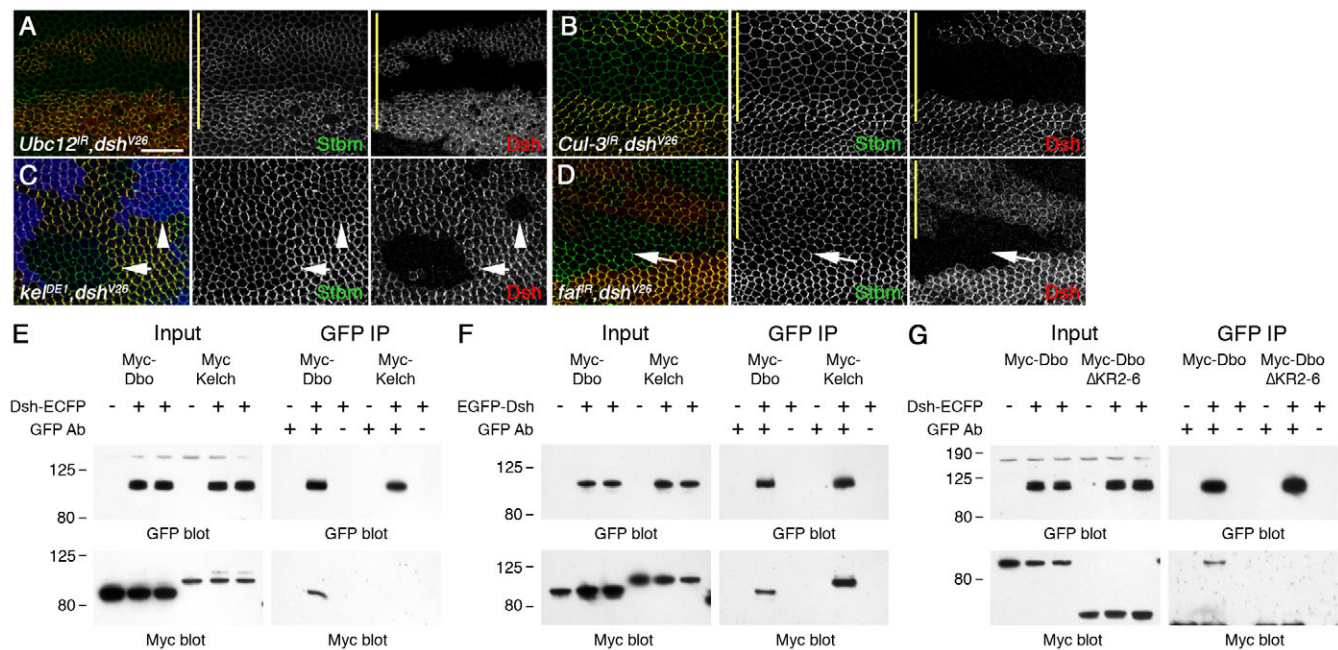 A
B
Ubc12IR,dshV26
Stbm
Dsh
Cul-3IR,dshV26
Stbm
Dsh
C
D
kelDE1,dshV26
Stbm
Dsh
fafIR,dshV26
Stbm
Dsh
E
Input
GFP IP
Myc-
Dbo
Myc
Kelch
Myc-
Dbo
Myc-
Kelch
Dsh-ECFP
- + + - + + - + + - + +
GFP Ab
+ + - + + -
125
80
GFP blot
GFP blot
125
80
Myc blot
Myc blot
F
Input
GFP IP
Myc-
Dbo
Myc
Kelch
Myc-
Dbo
Myc-
Kelch
EGFP-Dsh
- + + - + + - + + - + +
GFP Ab
+ + - + + -
125
80
GFP blot
GFP blot
125
80
Myc blot
Myc blot
G
Input
GFP IP
Myc-Dbo
Myc-Dbo
ΔKR2-6
Myc-Dbo
Myc-Dbo
ΔKR2-6
Dsh-ECFP
- + + - + + - + + - + +
GFP Ab
+ + - + + -
190
125
80
GFP blot
GFP blot
80
Myc blot
Myc blot